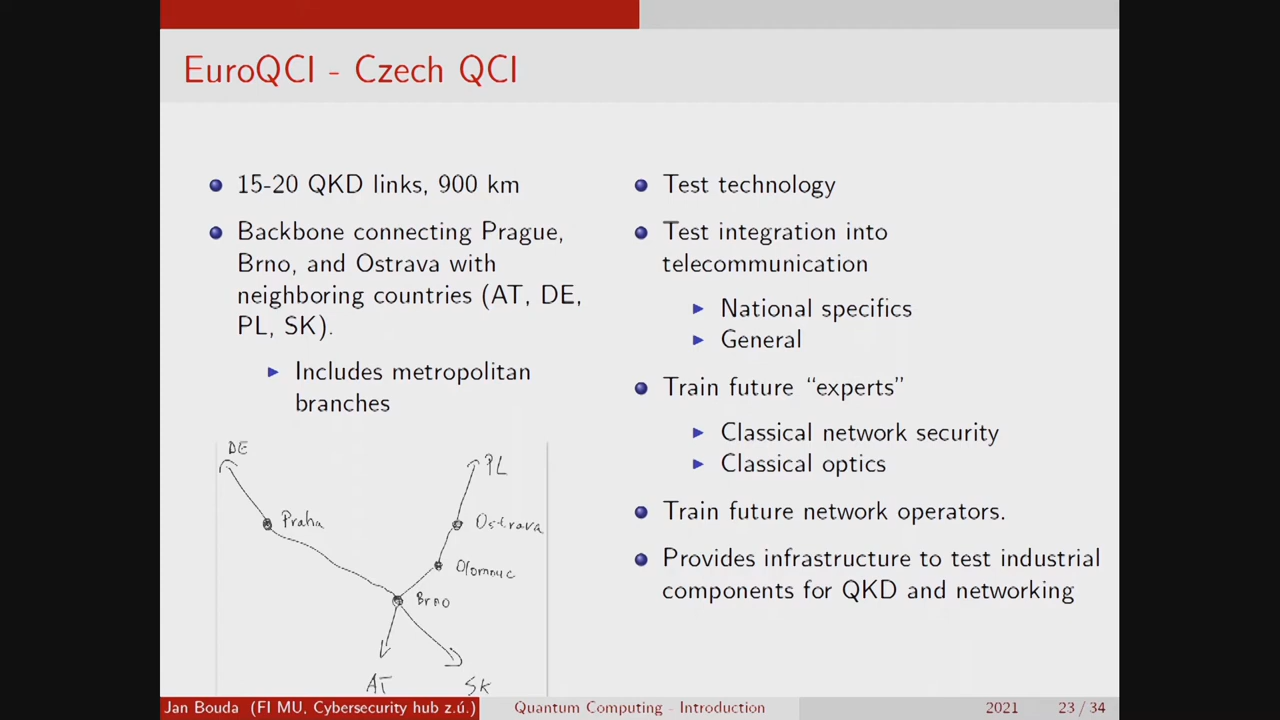 EuroQCI - Czech QCI
15-20 QKD links, 900 km
Backbone connecting Prague,
Brno, and Ostrava with
neighboring countries (AT, DE,
PL, SK).
Includes metropolitan
branches
DE
PL
Praha
Ostrava
Olomouc
Brno
AT
SK
Test technology
Test integration into
telecommunication
National specifics
General
Train future “experts”
Classical network security
Classical optics
Train future network operators.
Provides infrastructure to test industrial
components for QKD and networking
Jan Bouda (FI MU, Cybersecurity hub z.ú.)
Quantum Computing - Introduction
2021
23 / 34